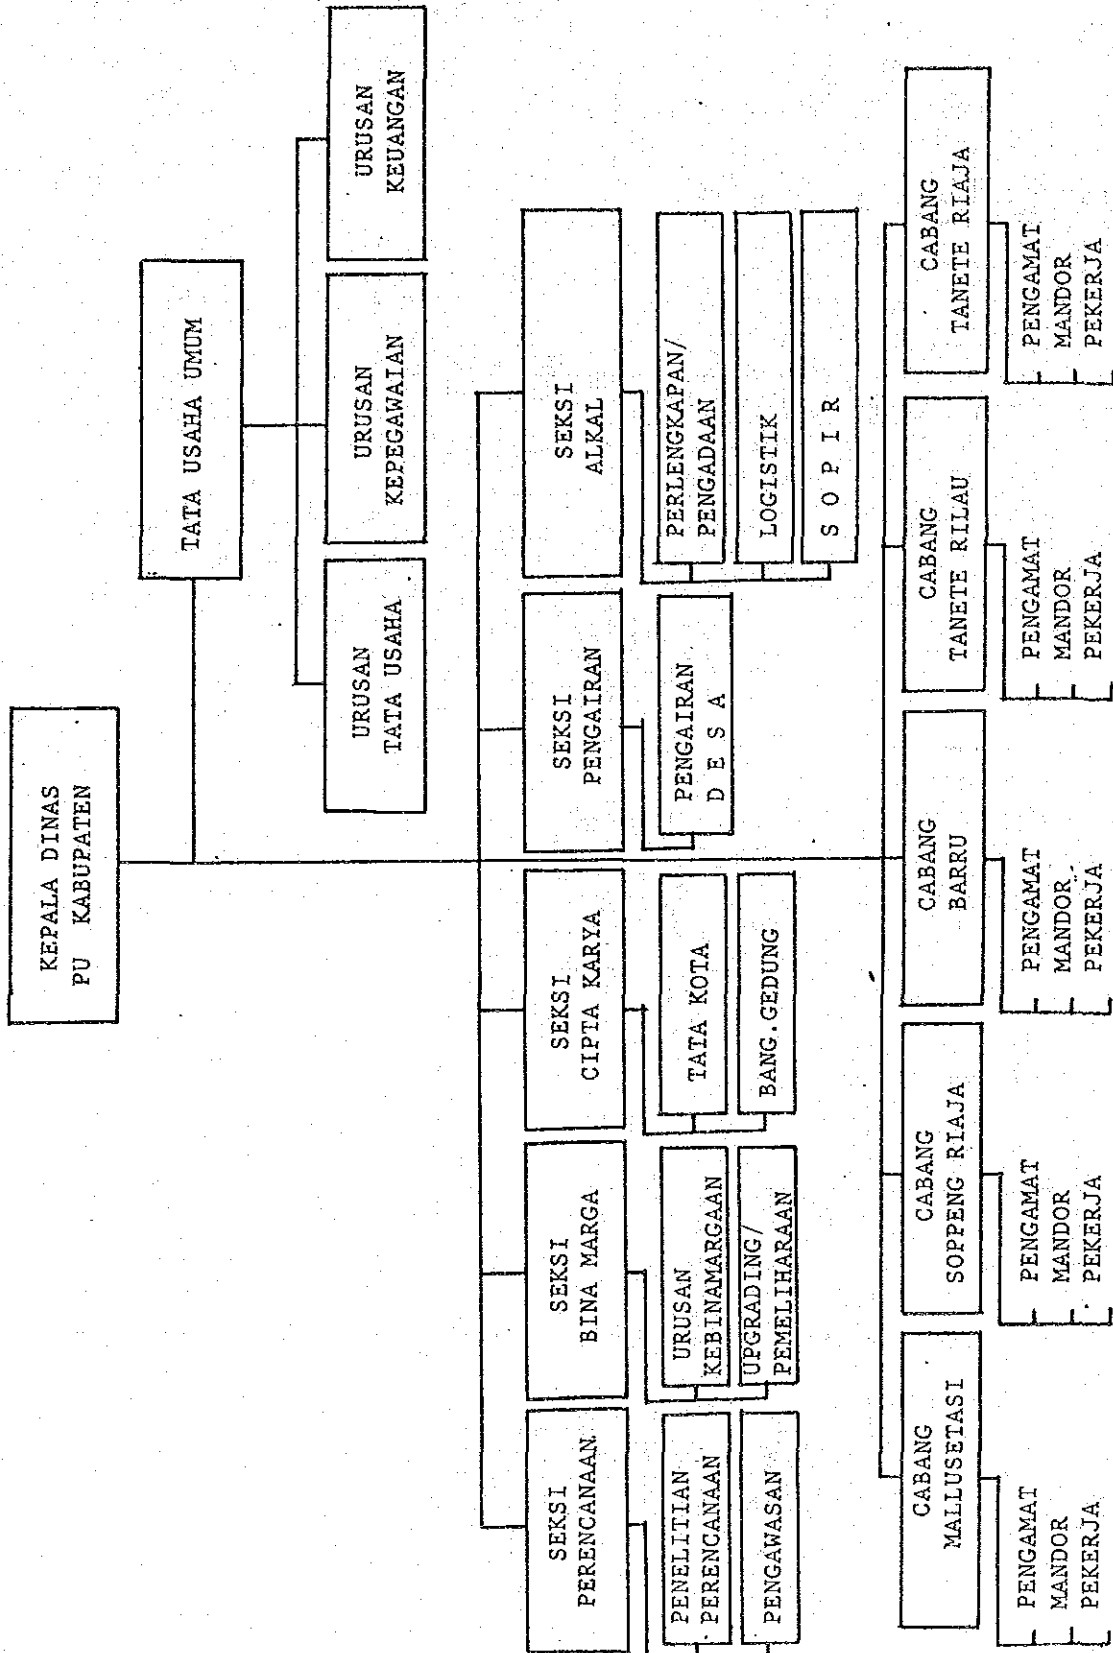 KEPALA DINAS
PU KABUPATEN
TATA USAHA UMUM
URUSAN
TATA USAHA
URUSAN
KEPEGAWAIAN
URUSAN
KEUANGAN
SEKSI
PERENCANAAN
SEKSI
BINA MARGA
SEKSI
CIPTA KARYA
SEKSI
PENGAIRAN
SEKSI
ALKAL
PENELITIAN
PERENCANAAN
PENGAWASAN
URUSAN
KEBINAMARGAAN
UPGRADING/
PEMELIHARAAN
TATA KOTA
BANG.GEDUNG
PENGAIRAN
D E S A
PERLENGKAPAN/
PENGADAAN
LOGISTIK
S O P I R
CABANG
MALLUSETASI
PENGAMAT
MANDOR
PEKERJA
CABANG
SOPPENG RIAJA
PENGAMAT
MANDOR
PEKERJA
CABANG
BARRU
PENGAMAT
MANDOR
PEKERJA
CABANG
TANETE RILAU
PENGAMAT
MANDOR
PEKERJA
CABANG
TANETE RIAJA
PENGAMAT
MANDOR
PEKERJA